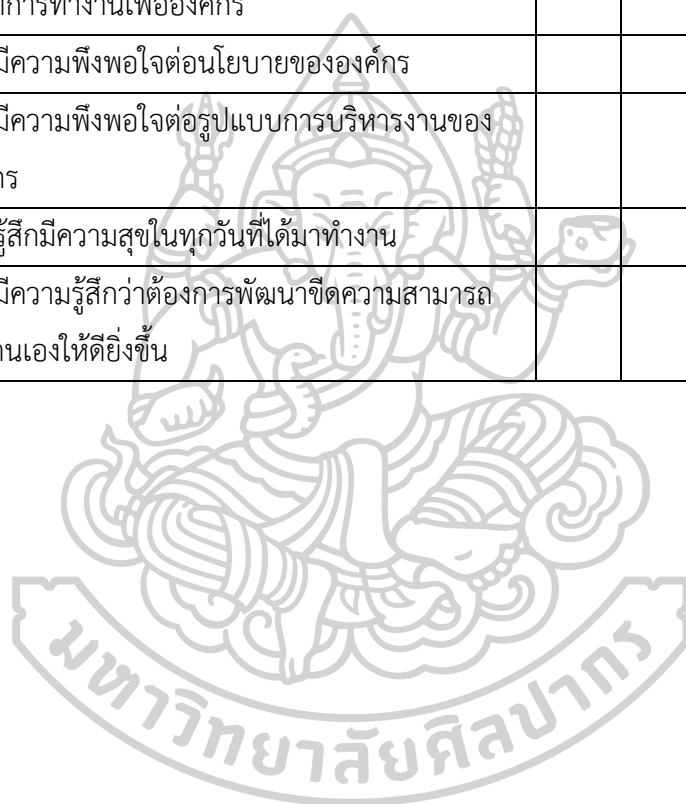 การทำงานเพื่อองค์กร
มีความพึงพอใจต่อนโยบายขององค์กร
มีความพึงพอใจต่อรูปแบบการบริหารงานของ
กร
รู้สึกมีความสุขในทุกวันที่ได้มาทำงาน
มีความรู้สึกว่าต้องการพัฒนาขีดความสามารถ
านเองให้ดียิ่งขึ้น
มหาวิทยาลัยศิลปากร